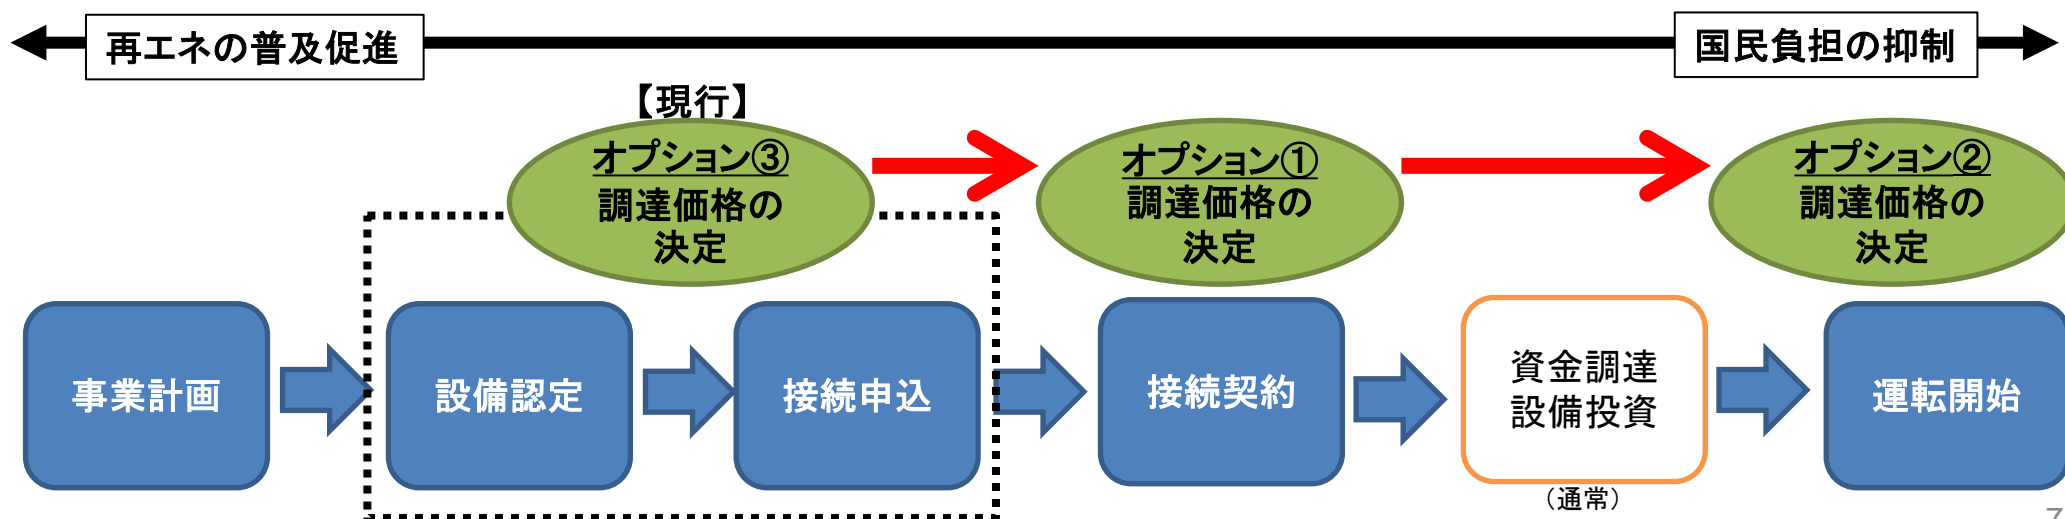 再エネの普及促進
国民負担の抑制
【現行】
オプション③
調達価格の
決定
オプション①
調達価格の
決定
オプション②
調達価格の
決定
事業計画
設備認定
接続申込
接続契約
資金調達
設備投資
（通常）
運転開始
7